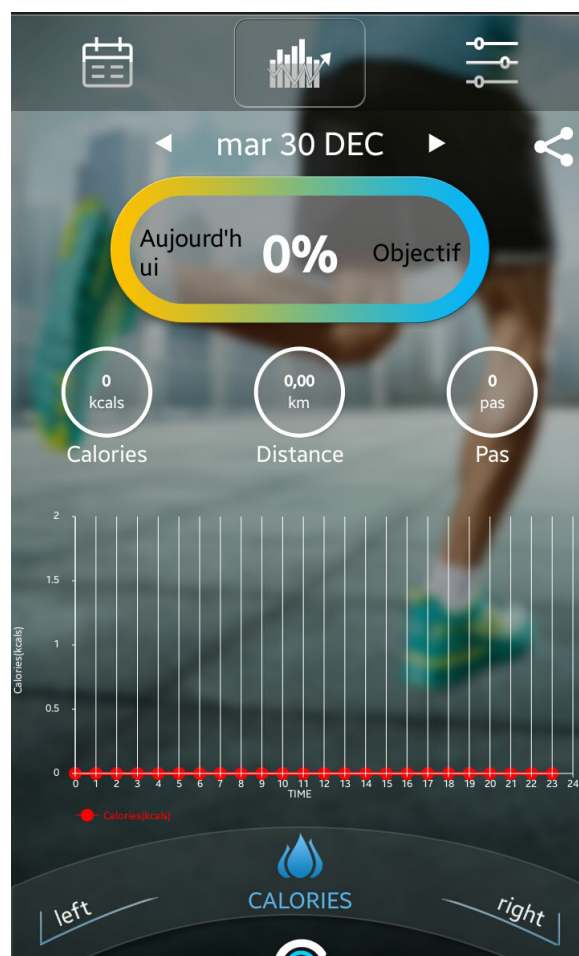 mar 30 DEC
Aujourd'h
ui
0%
Objectif
0
kcals
0,00
km
0
pas
Calories
Distance
Pas
2
1.5
1
0.5
0
Calories(kcals)
0 1 2 3 4 5 6 7 8 9 10 11 12 13 14 15 16 17 18 19 20 21 22 23 24
TIME
Calories(kcals)
CALORIES
left
right